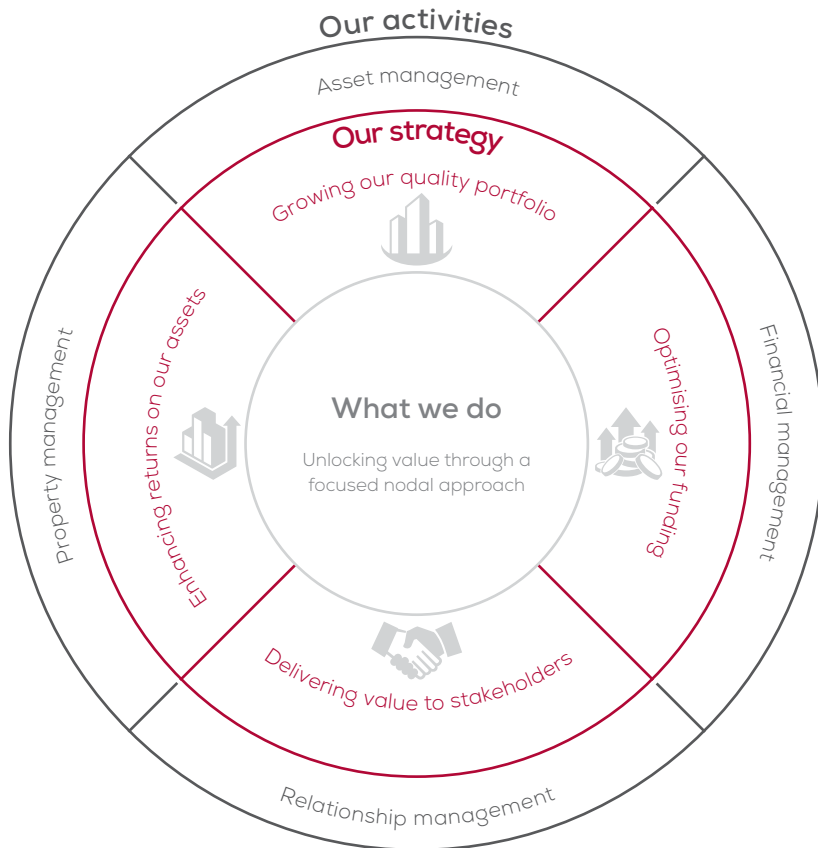 Our activities
Asset management
Our strategy
Growing our quality portfolio
Property management
Enhancing returns on our assets
What we do
Unlocking value through a
focused nodal approach
Optimising our funding
Financial management
Delivering value to stakeholders
Relationship management